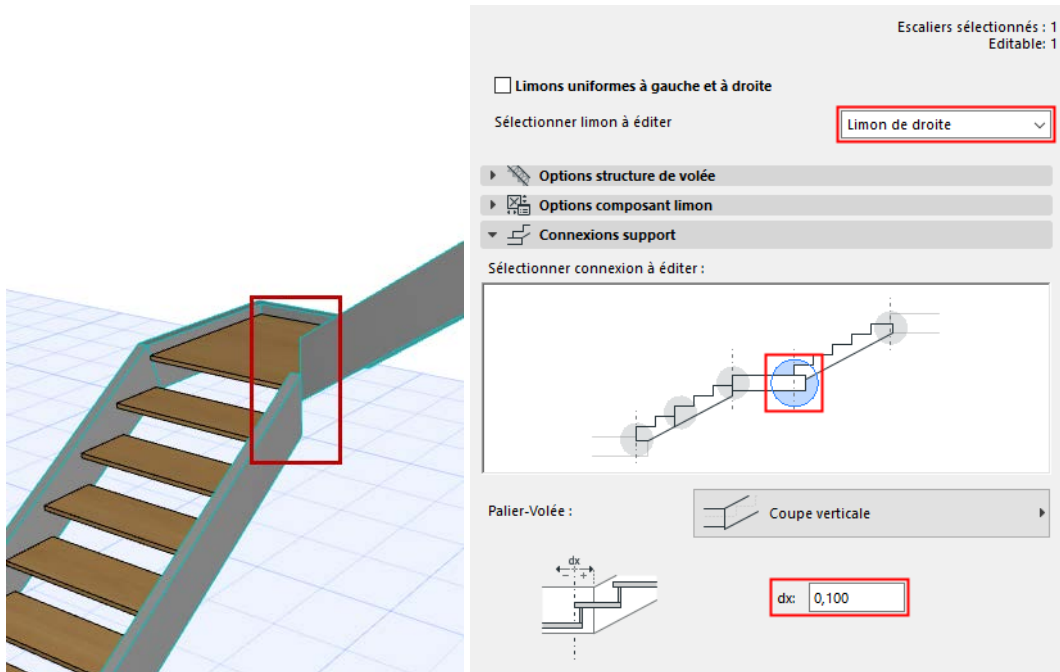 Escaliers sélectionnés : 1
Editable: 1
Limons uniformes à gauche et à droite
Sélectionner limon à éditer
Limon de droite
Options structure de volée
Options composant limon
Connexions support
Sélectionner connexion à éditer :
Palier-Volée :
Coupe verticale
dx
- +
dx: 0,100